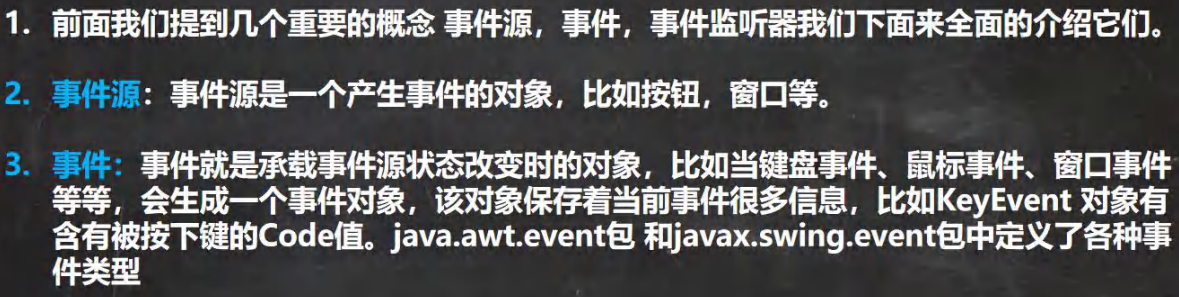 1. 前面我们提到几个重要的概念 事件源，事件，事件监听器我们下面来全面的介绍它们。
2. 事件源：事件源是一个产生事件的对象，比如按钮，窗口等。
3. 事件：事件就是承载事件源状态改变时的对象，比如当键盘事件、鼠标事件、窗口事件
等等，会生成一个事件对象，该对象保存着当前事件很多信息，比如KeyEvent 对象有
含有被按下键的Code值。java.awt.event包 和javax.swing.event包中定义了各种事
件类型